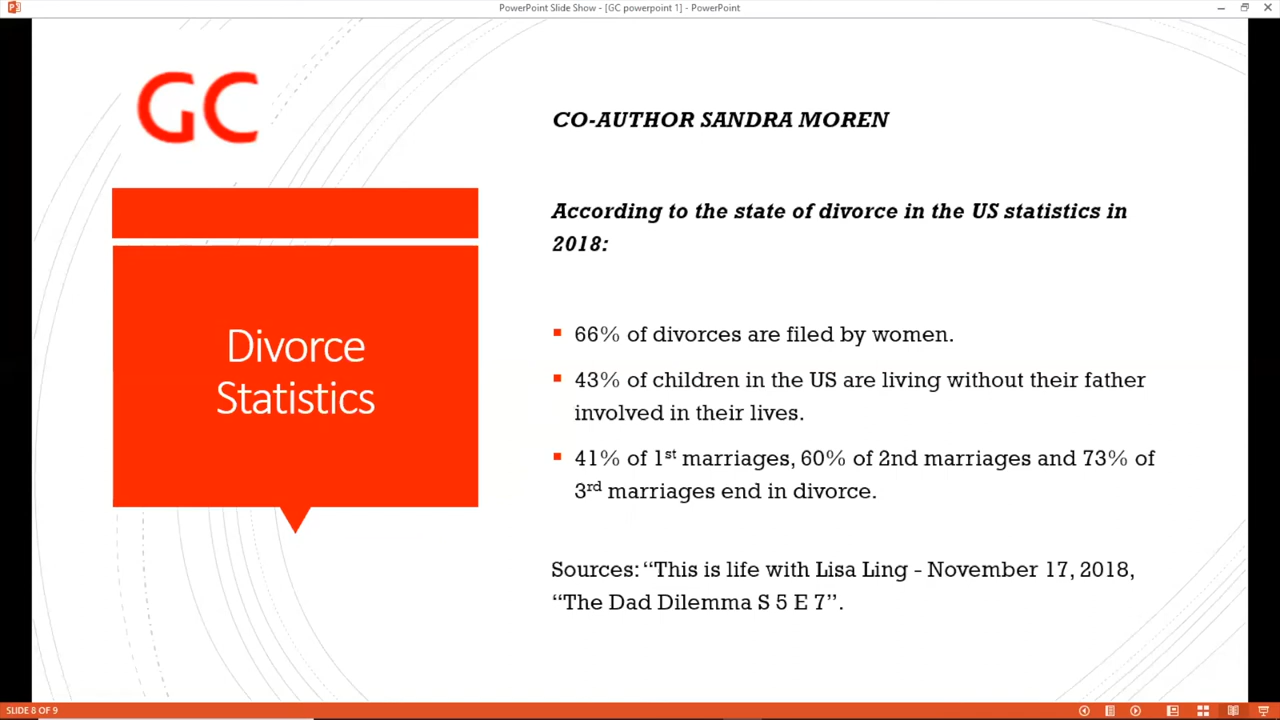 PowerPoint Slide Show - [GC powerpoint 1] - PowerPoint
GC
CO-AUTHOR SANDRA MOREN
According to the state of divorce in the US statistics in
2018:
Divorce
Statistics
66% of divorces are filed by women.
43% of children in the US are living without their father
involved in their lives.
41% of 1st marriages, 60% of 2nd marriages and 73% of
3rd marriages end in divorce.
Sources: “This is life with Lisa Ling - November 17, 2018,
“The Dad Dilemma S 5 E 7”.
SLIDE 8 OF 9